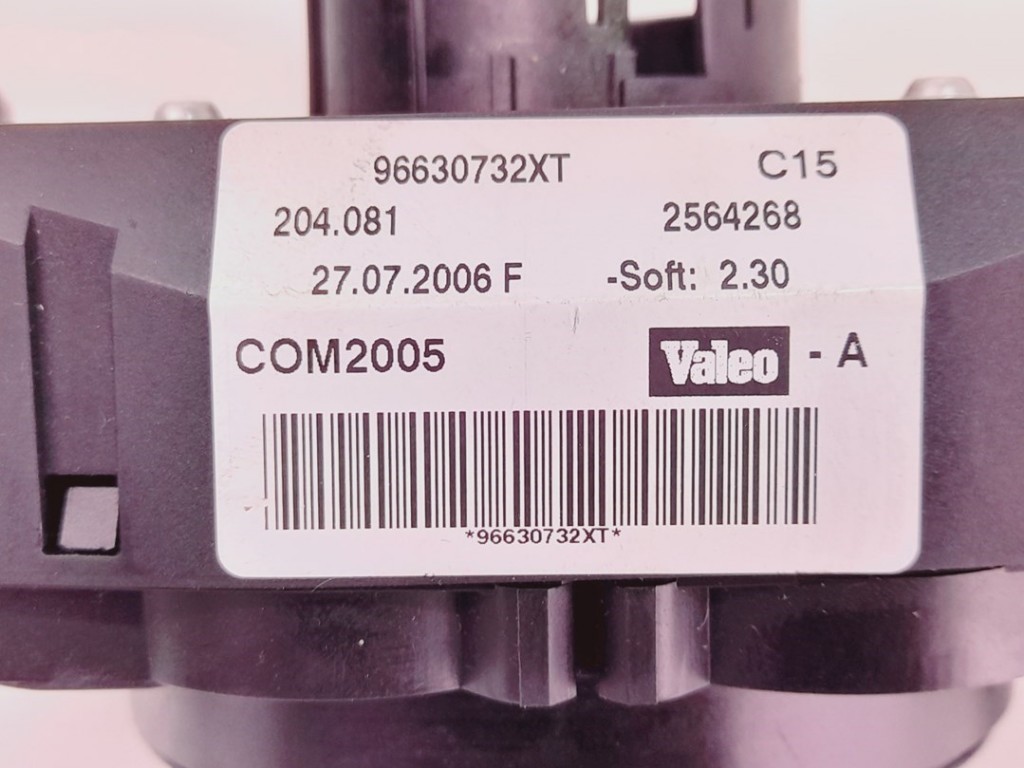 96630732XT C15
204.081 2564268
27.07.2006 F -Soft: 2.30
COM2005 Valeo - A
*96630732XT*